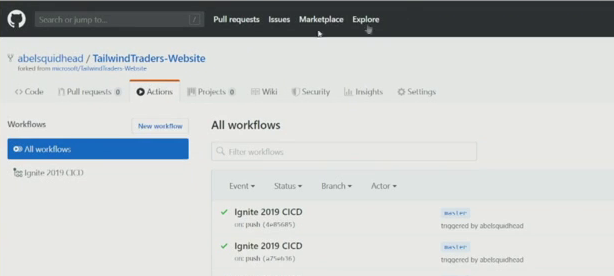 Search or jump to... /
Pull requests Issues Marketplace Explore
abelsquidhead / TailwindTraders-Website
forked from microsoft/TailwindTraders-Website
Code Pull requests 0 Actions Projects 0 Wiki Security Insights Settings
Workflows
New workflow
All workflows
Ignite 2019 CICD
All workflows
Filter workflows
Event Status Branch Actor
Ignite 2019 CICD
master
on: push
triggered by abelsquidhead
Ignite 2019 CICD
master
on: push
triggered by abelsquidhead